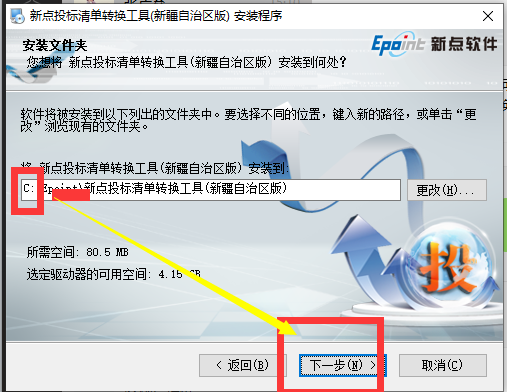 新点投标清单转换工具(新疆自治区版) 安装程序
安装文件夹
您想将 新点投标清单转换工具(新疆自治区版) 安装到何处？
Epoint 新点软件
软件将被安装到以下列出的文件夹中。要选择不同的位置，键入新的路径，或单击“更
改”浏览现有的文件夹。
将 新点投标清单转换工具(新疆自治区版) 安装到:
C:\Epoint\新点投标清单转换工具(新疆自治区版)
更改(H)...
所需空间: 80.5 MB
选定驱动器的可用空间: 4.15 GB
投
< 返回(B)
下一步(N) >
取消(C)